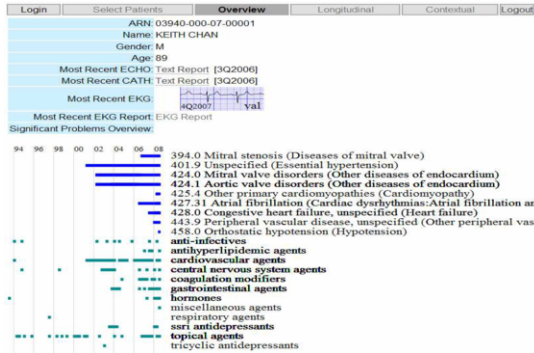 Login Select Patients Overview Longitudinal Contextual Logout
ARN: 03940-000-07-00001
Name: KEITH CHAN
Gender: M
Age: 89
Most Recent ECHO: Text Report [3Q2006]
Most Recent CATH: Text Report [3Q2006]
Most Recent EKG:
4Q2007 val
Most Recent EKG Report: EKG Report
Significant Problems Overview:
94 96 98 00 02 04 06 08
394.0 Mitral stenosis (Diseases of mitral valve)
401.9 Unspecified (Essential hypertension)
424.0 Mitral valve disorders (Other diseases of endocardium)
424.1 Aortic valve disorders (Other diseases of endocardium)
425.4 Other primary cardiomyopathies (Cardiomyopathy)
427.31 Atrial fibrillation (Cardiac dysrhythmias:Atrial fibrillation an
428.0 Congestive heart failure, unspecified (Heart failure)
443.9 Peripheral vascular disease, unspecified (Other peripheral vas
458.0 Orthostatic hypotension (Hypotension)
anti-infectives
antihyperlipidemic agents
cardiovascular agents
central nervous system agents
coagulation modifiers
gastrointestinal agents
hormones
miscellaneous agents
respiratory agents
ssri antidepressants
topical agents
tricyclic antidepressants